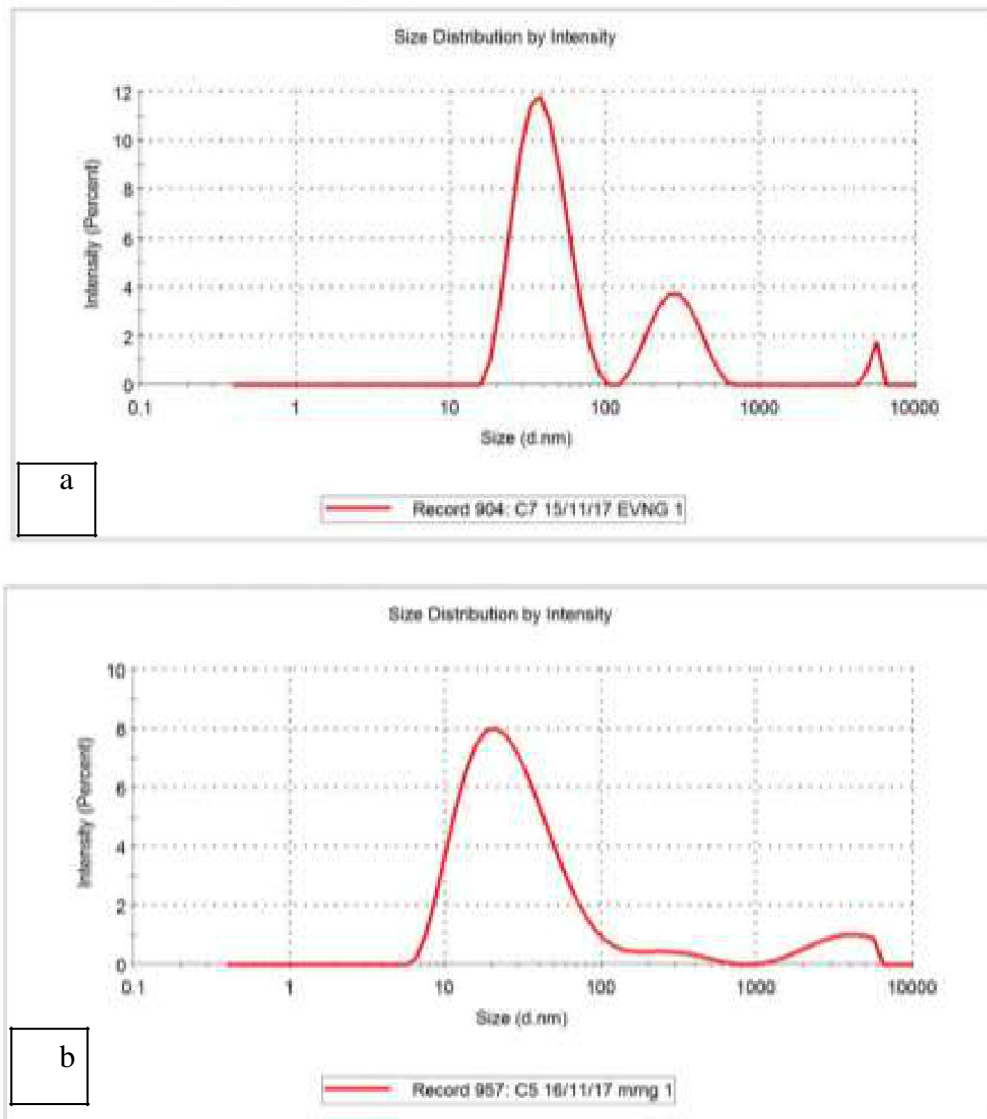 Size Distribution by Intensity
12
10
8
6
4
2
0
Intensity (Percent)
0.1 1 10 100 1000 10000
Size (d.nm)
a
Record 904: C7 15/11/17 EVNG 1
Size Distribution by Intensity
10
8
6
4
2
0
Intensity (Percent)
0.1 1 10 100 1000 10000
Size (d.nm)
b
Record 957: C5 16/11/17 mrng 1